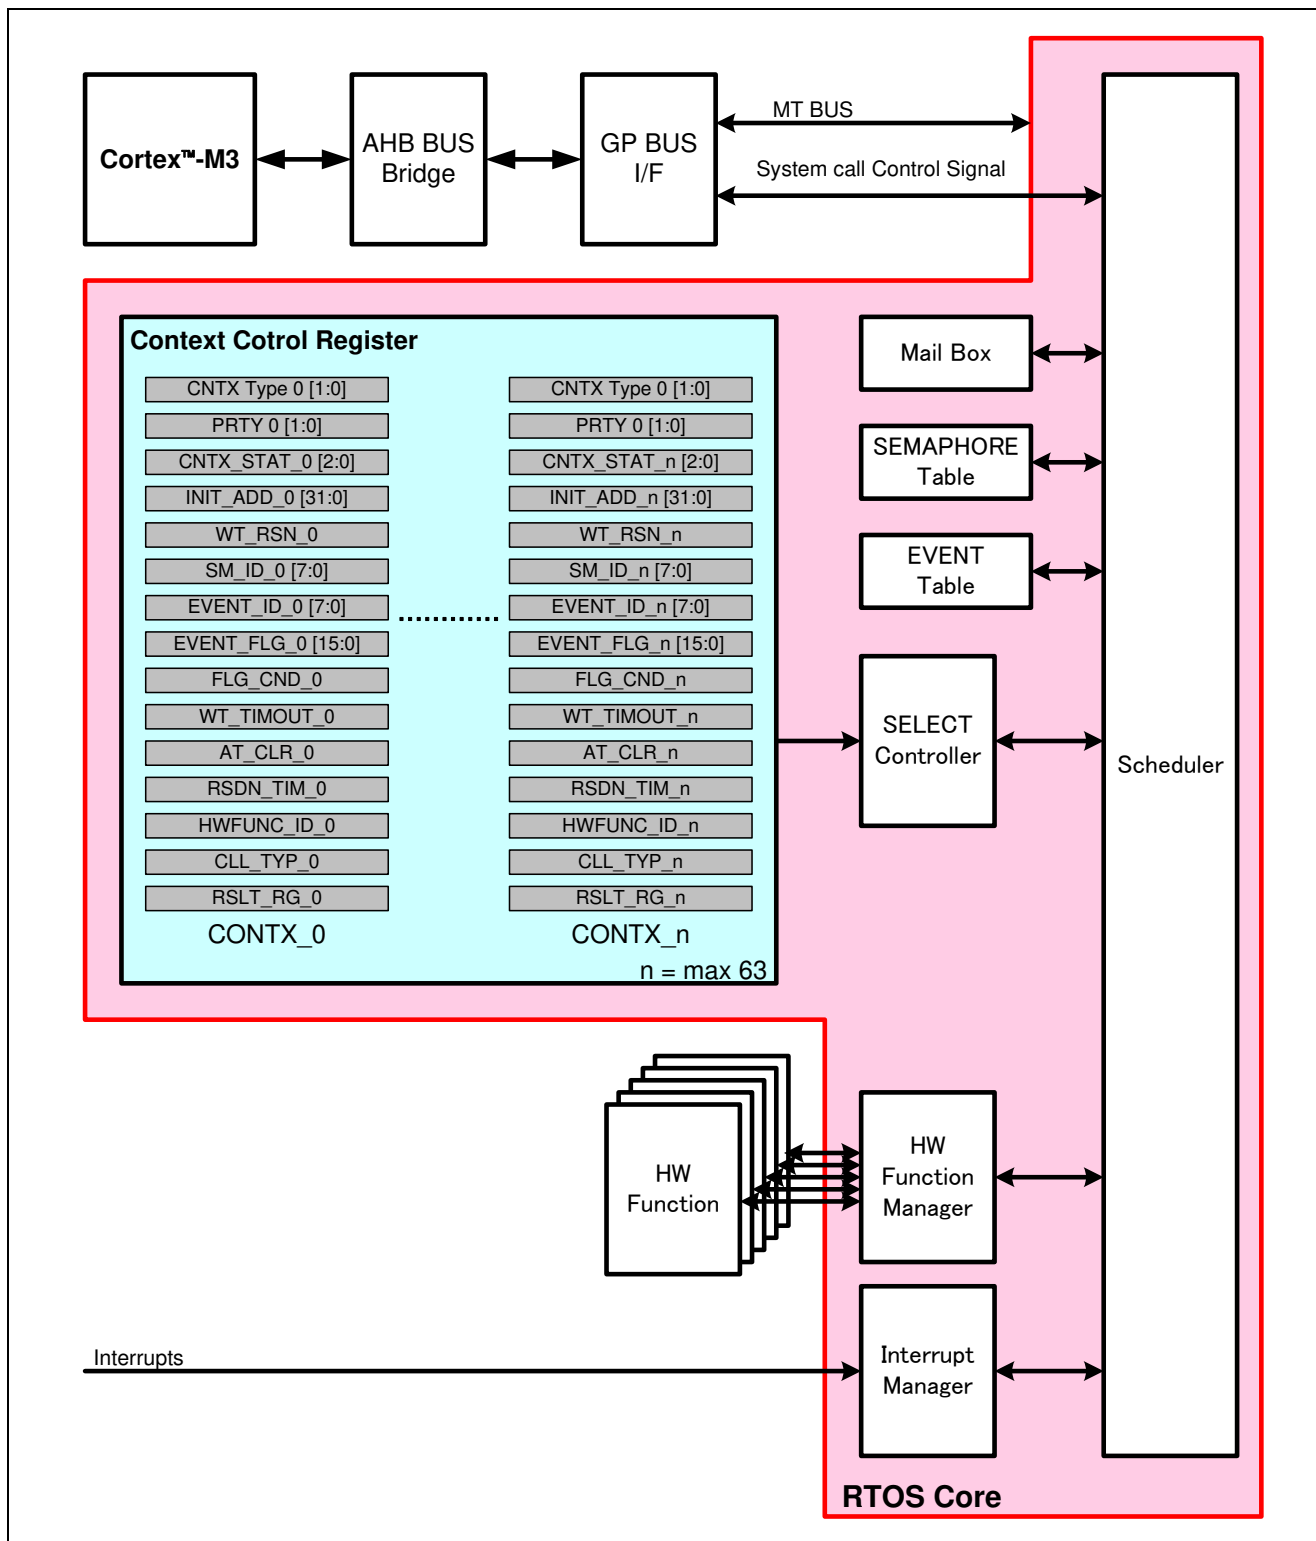 Cortex™-M3
AHB BUS
Bridge
GP BUS
I/F
MT BUS
System call Control Signal
Context Cotrol Register
CNTX Type 0 [1:0]
PRTY 0 [1:0]
CNTX_STAT_0 [2:0]
INIT_ADD_0 [31:0]
WT_RSN_0
SM_ID_0 [7:0]
EVENT_ID_0 [7:0]
EVENT_FLG_0 [15:0]
FLG_CND_0
WT_TIMOUT_0
AT_CLR_0
RSDN_TIM_0
HWFUNC_ID_0
CLL_TYP_0
RSLT_RG_0
CONTX_0
CNTX Type 0 [1:0]
PRTY 0 [1:0]
CNTX_STAT_n [2:0]
INIT_ADD_n [31:0]
WT_RSN_n
SM_ID_n [7:0]
EVENT_ID_n [7:0]
EVENT_FLG_n [15:0]
FLG_CND_n
WT_TIMOUT_n
AT_CLR_n
RSDN_TIM_n
HWFUNC_ID_n
CLL_TYP_n
RSLT_RG_n
CONTX_n
n = max 63
Mail Box
SEMAPHORE
Table
EVENT
Table
SELECT
Controller
Scheduler
HW
Function
HW
Function
Manager
Interrupts
Interrupt
Manager
RTOS Core